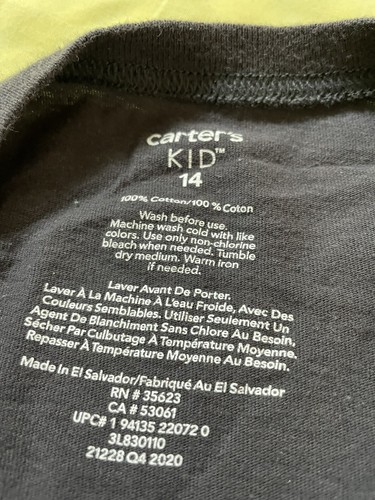 carter's
KID™
14
100% Cotton/100 % Coton
Wash before use.
Machine wash cold with like
colors. Use only non-chlorine
bleach when needed. Tumble
dry medium. Warm iron
if needed.
Laver Avant De Porter.
Laver À La Machine À L'eau Froide, Avec Des
Couleurs Semblables. Utiliser Seulement Un
Agent De Blanchiment Sans Chlore Au Besoin.
Sécher Par Culbutage À Température Moyenne.
Repasser À Température Moyenne Au Besoin.
Made In El Salvador/Fabriqué Au El Salvador
RN # 35623
CA # 53061
UPC# 1 94135 22072 0
3L830110
21228 Q4 2020